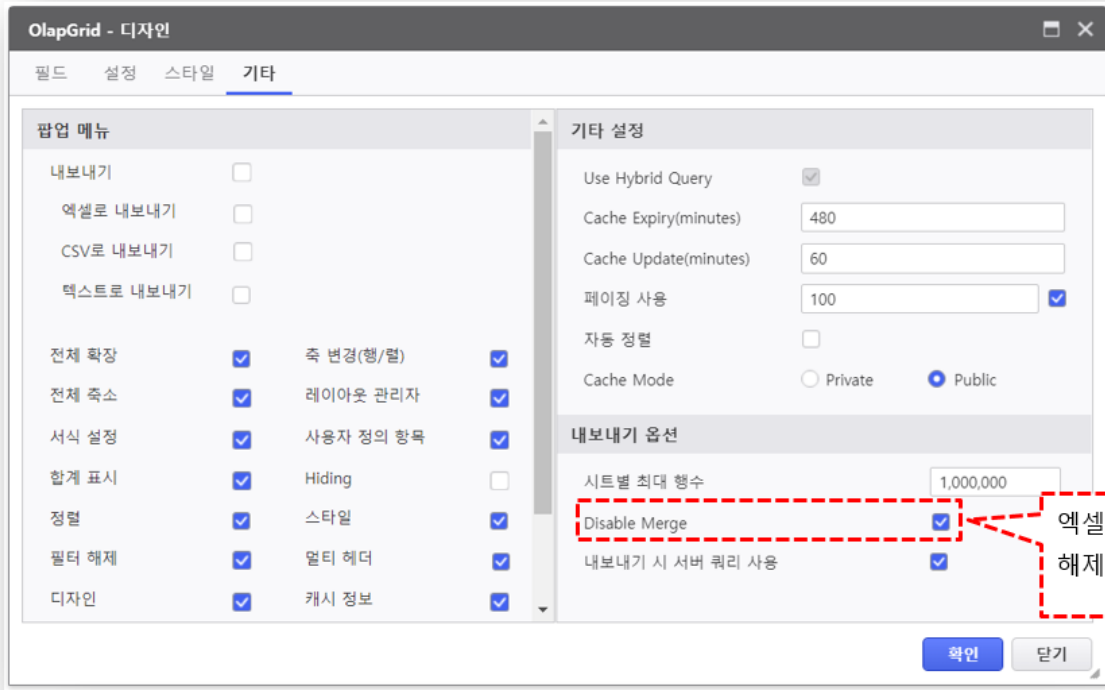 OlapGrid - 디자인
필드 설정 스타일 기타
팝업 메뉴
내보내기
엑셀로 내보내기
CSV로 내보내기
텍스트로 내보내기
전체 확장 축 변경(행/렬)
전체 축소 레이아웃 관리자
서식 설정 사용자 정의 항목
합계 표시 Hiding
정렬 스타일
필터 해제 멀티 헤더
디자인 캐시 정보
기타 설정
Use Hybrid Query
Cache Expiry(minutes) 480
Cache Update(minutes) 60
페이징 사용 100
자동 정렬
Cache Mode Private Public
내보내기 옵션
시트별 최대 행수 1,000,000
Disable Merge
내보내기 시 서버 쿼리 사용
엑셀
해제
확인 닫기